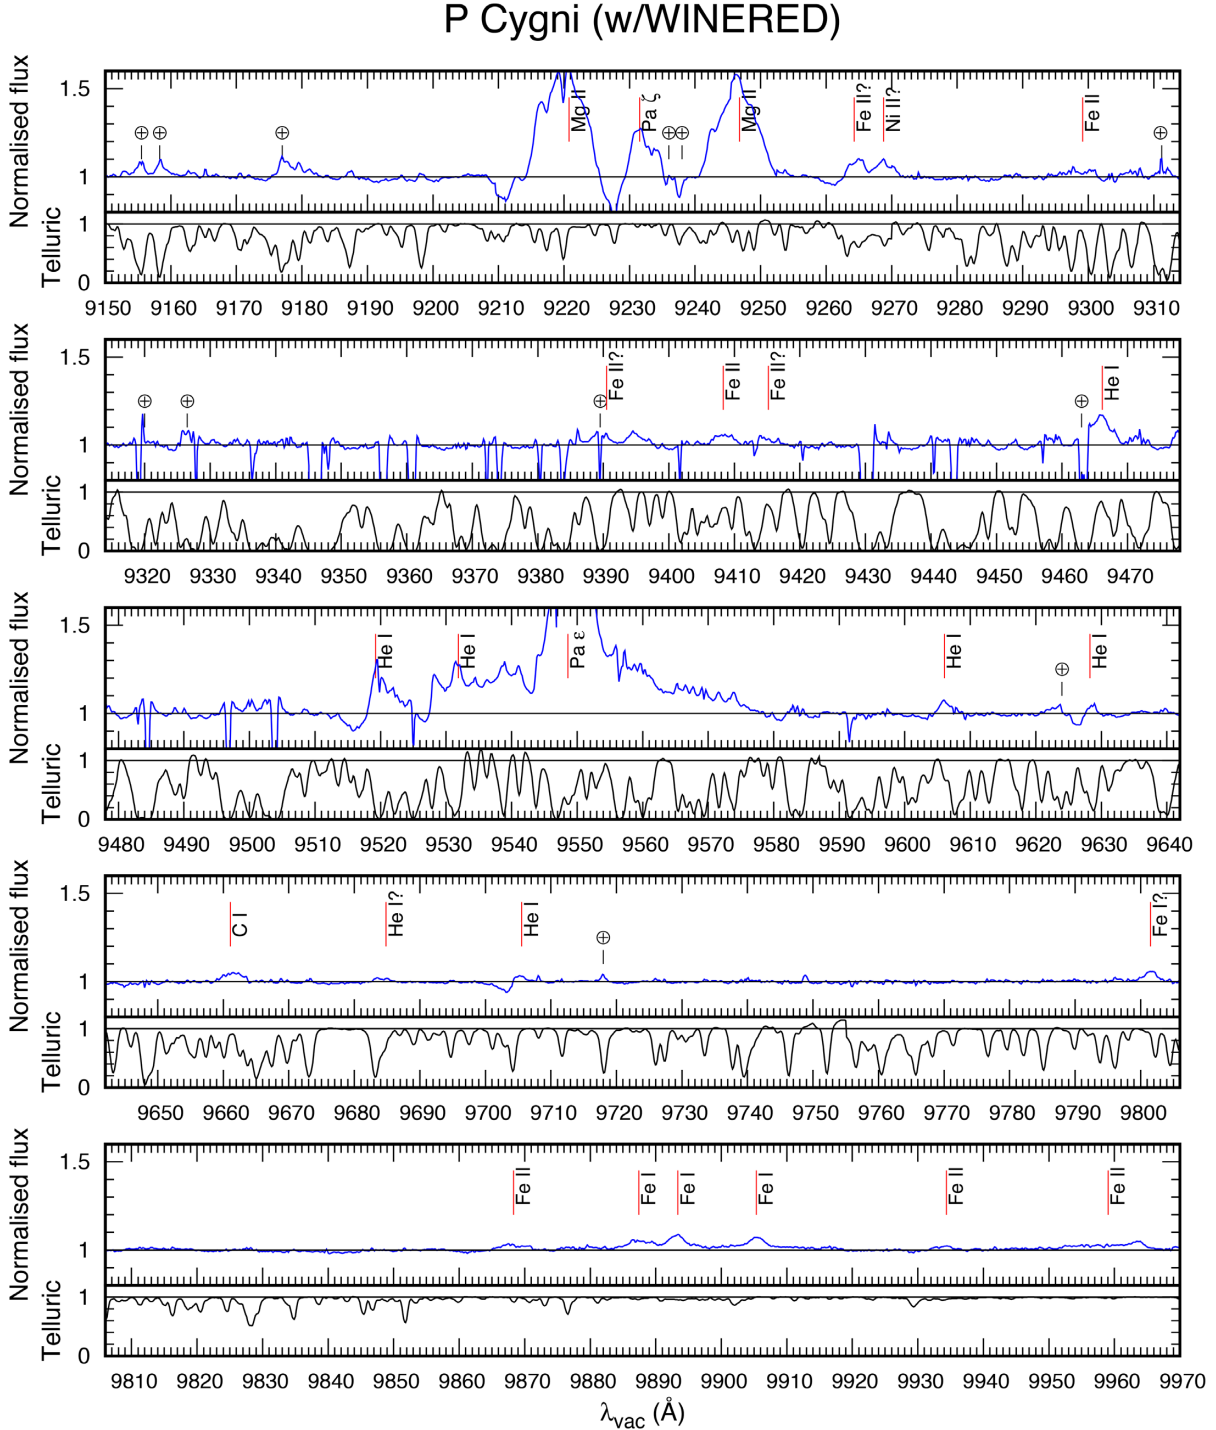 P Cygni (w/WINERED)
Normalised flux
1.5
1
⊕ ⊕ ⊕ Mg II Pa ζ ⊕ ⊕ Mg II Fe II? Ni II? Fe II ⊕
Telluric
1
0
9150 9160 9170 9180 9190 9200 9210 9220 9230 9240 9250 9260 9270 9280 9290 9300 9310
Normalised flux
1.5
1
⊕ ⊕ ⊕ Fe II? Fe II Fe II? ⊕ He I
Telluric
1
0
9320 9330 9340 9350 9360 9370 9380 9390 9400 9410 9420 9430 9440 9450 9460 9470
Normalised flux
1.5
1
He I He I Pa ε He I ⊕ He I
Telluric
1
0
9480 9490 9500 9510 9520 9530 9540 9550 9560 9570 9580 9590 9600 9610 9620 9630 9640
Normalised flux
1.5
1
C I He I? He I ⊕ Fe I?
Telluric
1
0
9650 9660 9670 9680 9690 9700 9710 9720 9730 9740 9750 9760 9770 9780 9790 9800
Normalised flux
1.5
1
Fe II Fe I Fe I Fe I Fe II Fe II
Telluric
1
0
9810 9820 9830 9840 9850 9860 9870 9880 9890 9900 9910 9920 9930 9940 9950 9960 9970
λvac (Å)